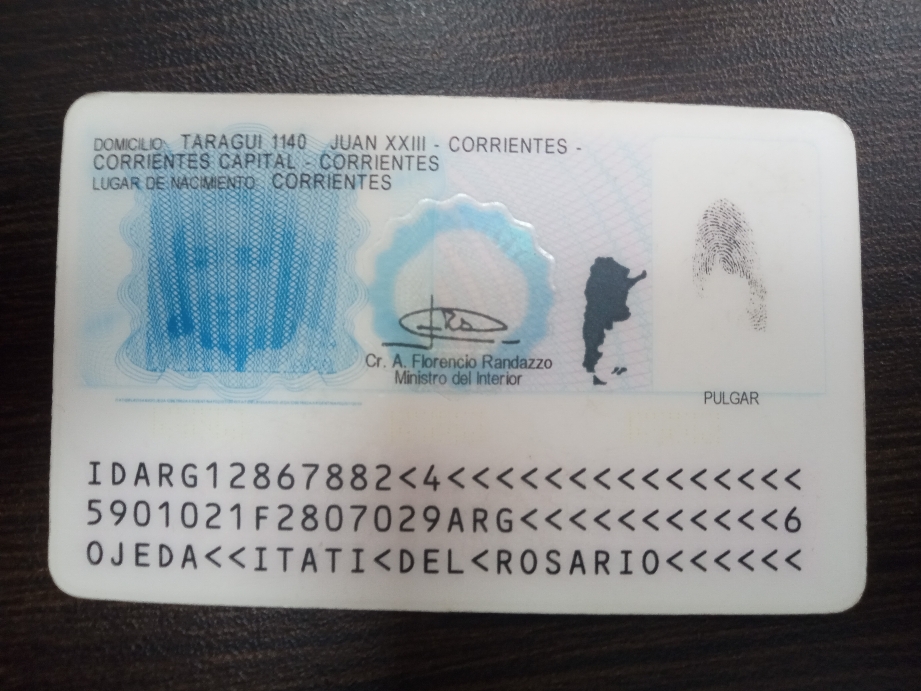 DOMICILIO: TARAGUI 1140 JUAN XXIII - CORRIENTES -
CORRIENTES CAPITAL - CORRIENTES
LUGAR DE NACIMIENTO: CORRIENTES
Cr. A. Florencio Randazzo
Ministro del Interior
PULGAR
IDARG12867882<4<<<<<<<<<<<<<<<
5901021F2807029ARG<<<<<<<<<<<6
OJEDA<<ITATI<DEL<ROSARIO<<<<<<